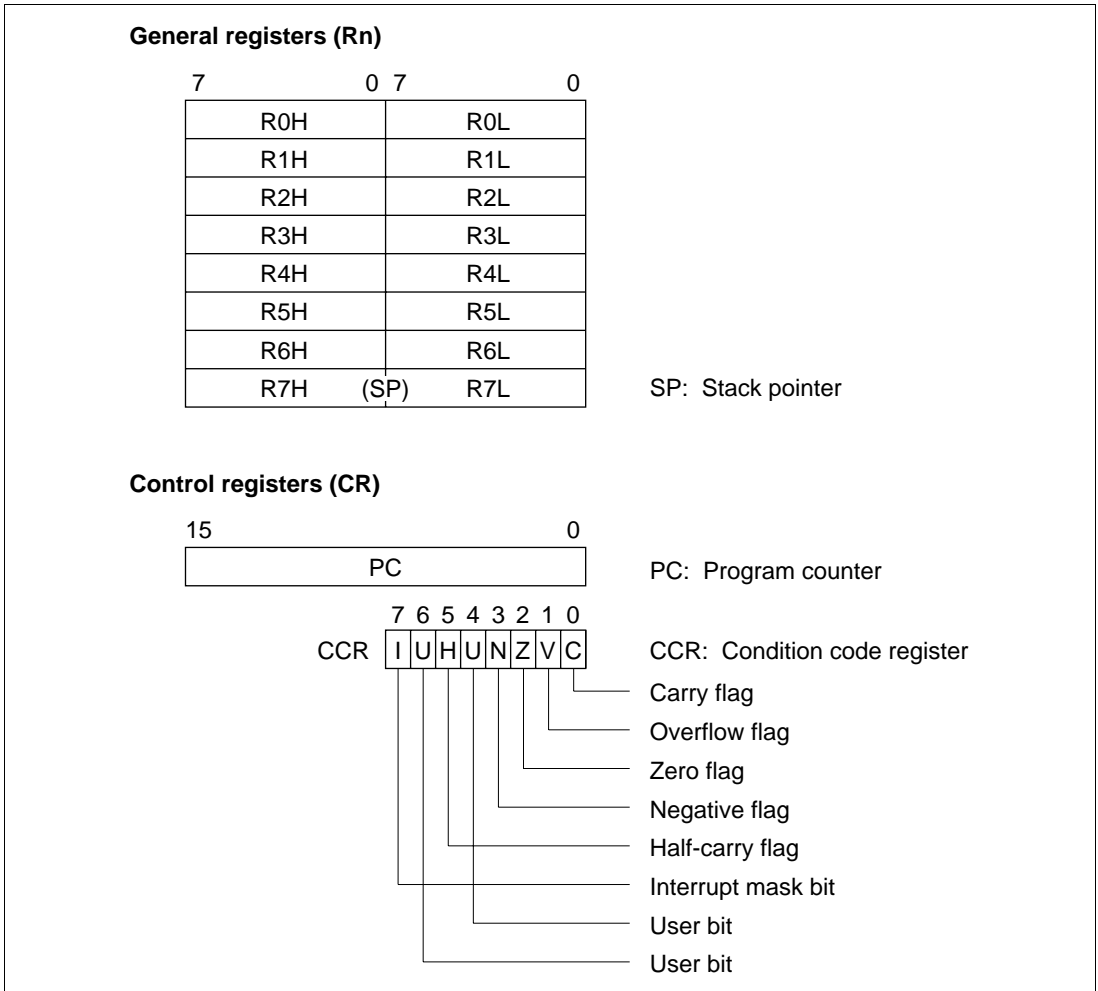 General registers (Rn)
7 0 7 0
R0H R0L
R1H R1L
R2H R2L
R3H R3L
R4H R4L
R5H R5L
R6H R6L
R7H (SP) R7L SP: Stack pointer
Control registers (CR)
15 0
PC PC: Program counter
7 6 5 4 3 2 1 0
CCR I U H U N Z V C CCR: Condition code register
Carry flag
Overflow flag
Zero flag
Negative flag
Half-carry flag
Interrupt mask bit
User bit
User bit